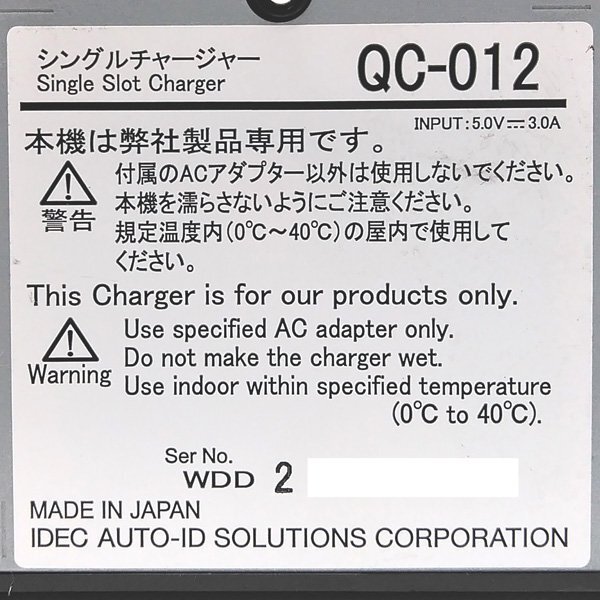 シングルチャージャー
Single Slot Charger
QC-012
INPUT:5.0V⎓3.0A
本機は弊社製品専用です。
付属のACアダプター以外は使用しないでください。
本機を濡らさないようにご注意ください。
警告
規定温度内(0℃～40℃)の屋内で使用して
ください。
This Charger is for our products only.
Use specified AC adapter only.
Do not make the charger wet.
Warning
Use indoor within specified temperature
(0℃ to 40℃).
Ser No.
WDD 2
MADE IN JAPAN
IDEC AUTO-ID SOLUTIONS CORPORATION